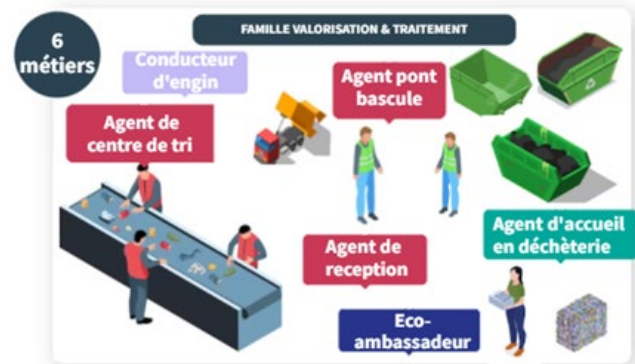 6
métiers
FAMILLE VALORISATION & TRAITEMENT
Conducteur
d'engin
Agent pont
bascule
Agent de
centre de tri
Agent d'accueil
en déchèterie
Agent de
reception
Eco-
ambassadeur